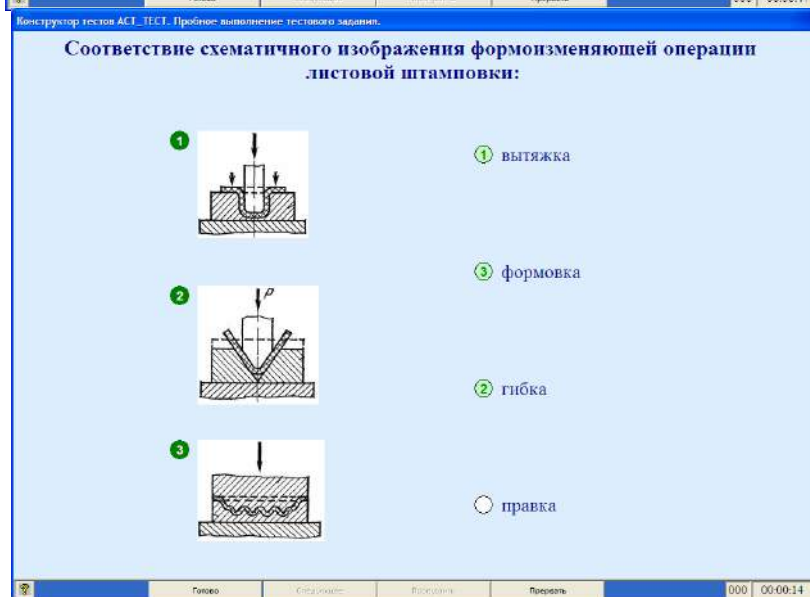 000
Конструктор тестов АСТ_ТЕСТ. Пробное выполнение тестового задания.
Соответствие схематичного изображения формоизменяющей операции
листовой штамповки:
1
1 вытяжка
3 формовка
2
P
2 гибка
3
правка
Готово
Прервать
000 00:00:14